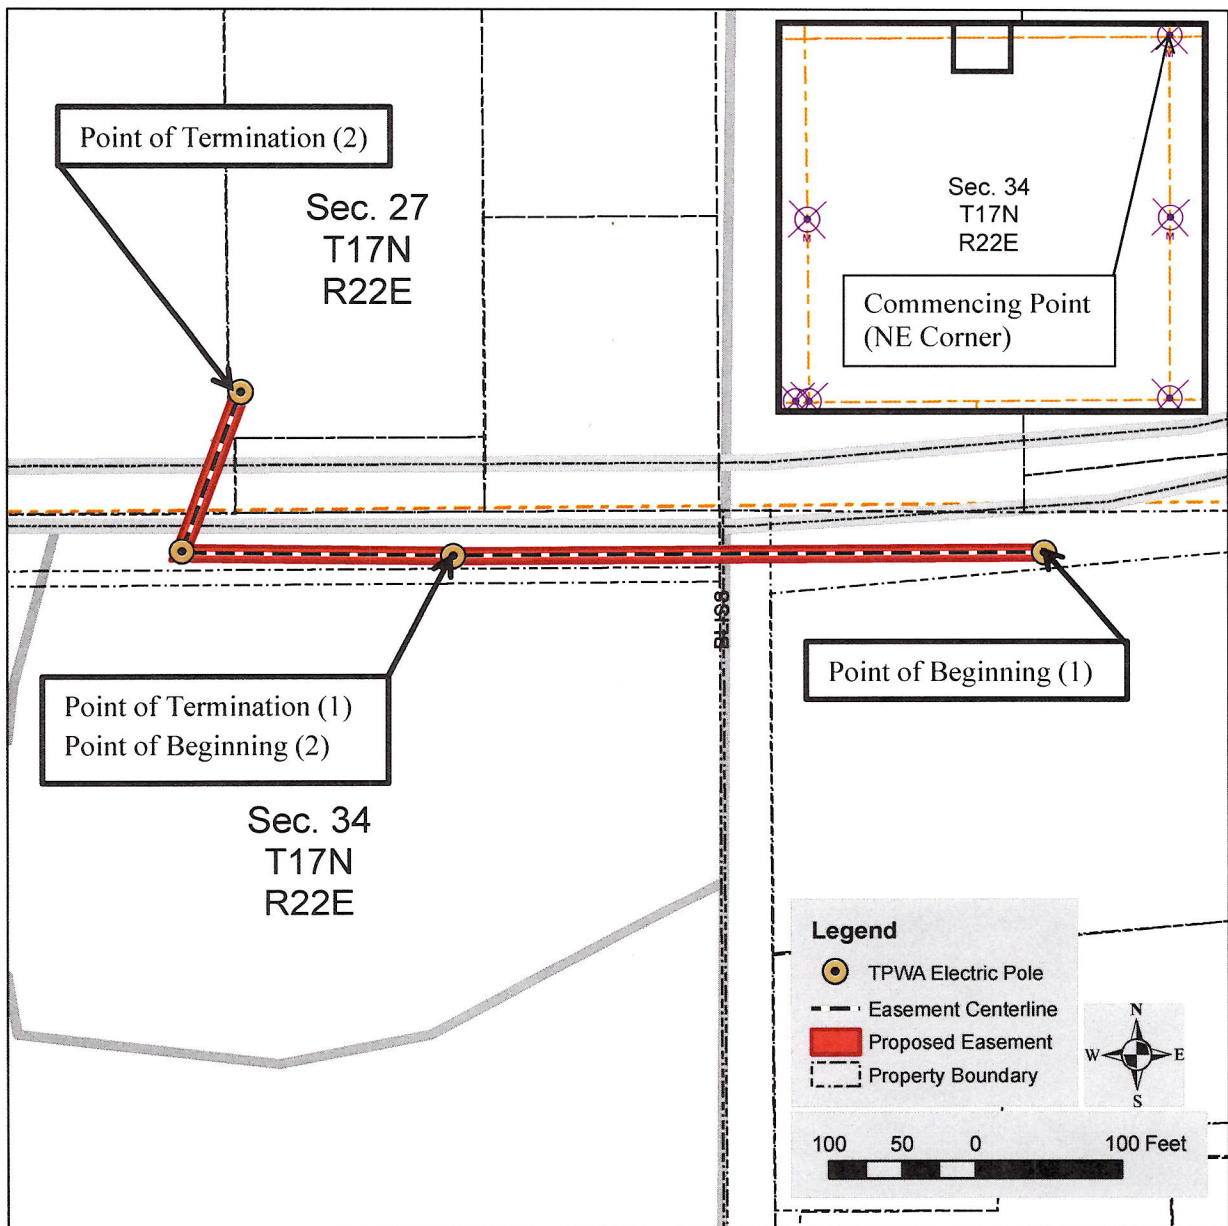 Point of Termination (2)
Sec. 27
T17N
R22E
M
Sec. 34
T17N
R22E
M
M
Commencing Point
(NE Corner)
BLISS
Point of Beginning (1)
Point of Termination (1)
Point of Beginning (2)
Sec. 34
T17N
R22E
Legend
TPWA Electric Pole
Easement Centerline
Proposed Easement
Property Boundary
N
W E
S
100 50 0 100 Feet